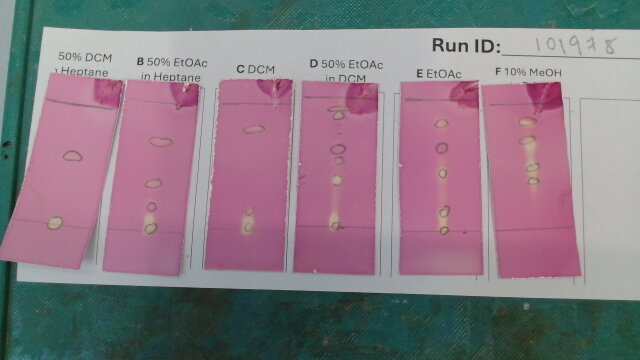 Run ID: 101978
50% DCM
Heptane
B 50% EtOAc
in Heptane
C DCM
D 50% EtOAc
in DCM
E EtOAc
F 10% MeOH